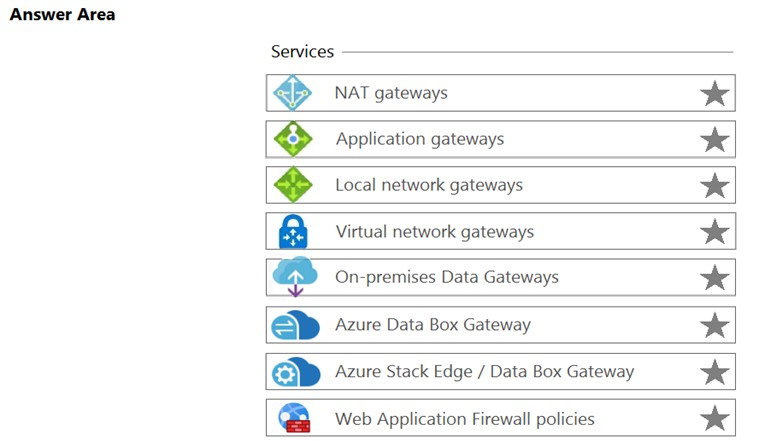 Answer Area
Services
NAT gateways
Application gateways
Local network gateways
Virtual network gateways
On-premises Data Gateways
Azure Data Box Gateway
Azure Stack Edge / Data Box Gateway
Web Application Firewall policies